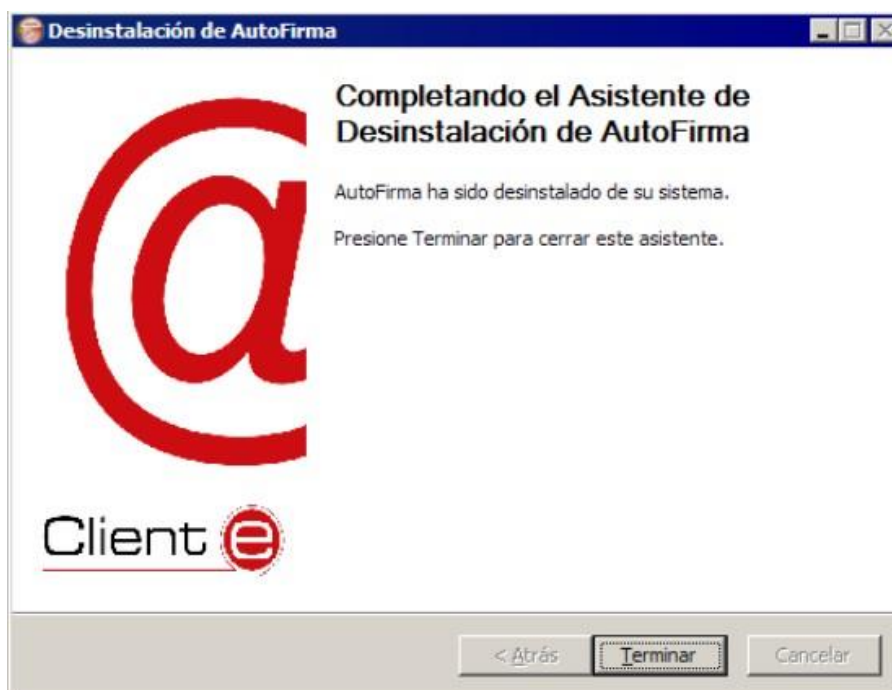 Desinstalación de AutoFirma
Completando el Asistente de
Desinstalación de AutoFirma
AutoFirma ha sido desinstalado de su sistema.
Presione Terminar para cerrar este asistente.
@
Client e
< Atrás Terminar Cancelar